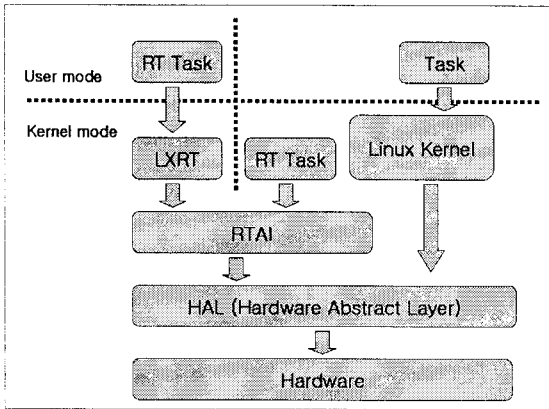 RT Task
Task
User mode
Kernel mode
LXRT
RT Task
Linux Kernel
RTAI
HAL (Hardware Abstract Layer)
Hardware